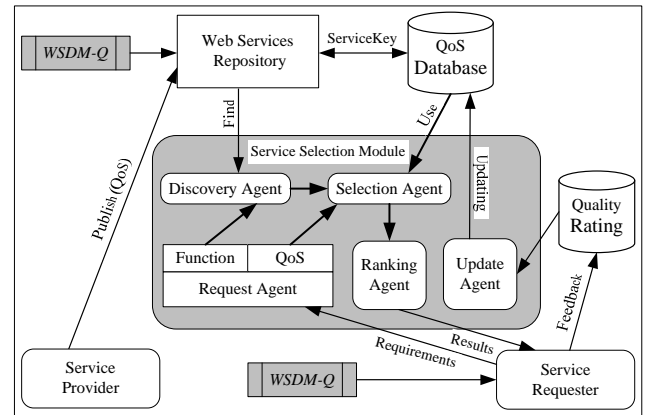 WSDM-Q
Web Services
Repository
ServiceKey
QoS
Database
Find
Use
Publish (QoS)
Service Selection Module
Discovery Agent
Selection Agent
Updating
Quality
Rating
Function
QoS
Request Agent
Ranking
Agent
Update
Agent
Feedback
Results
Requirements
Service
Provider
WSDM-Q
Service
Requester